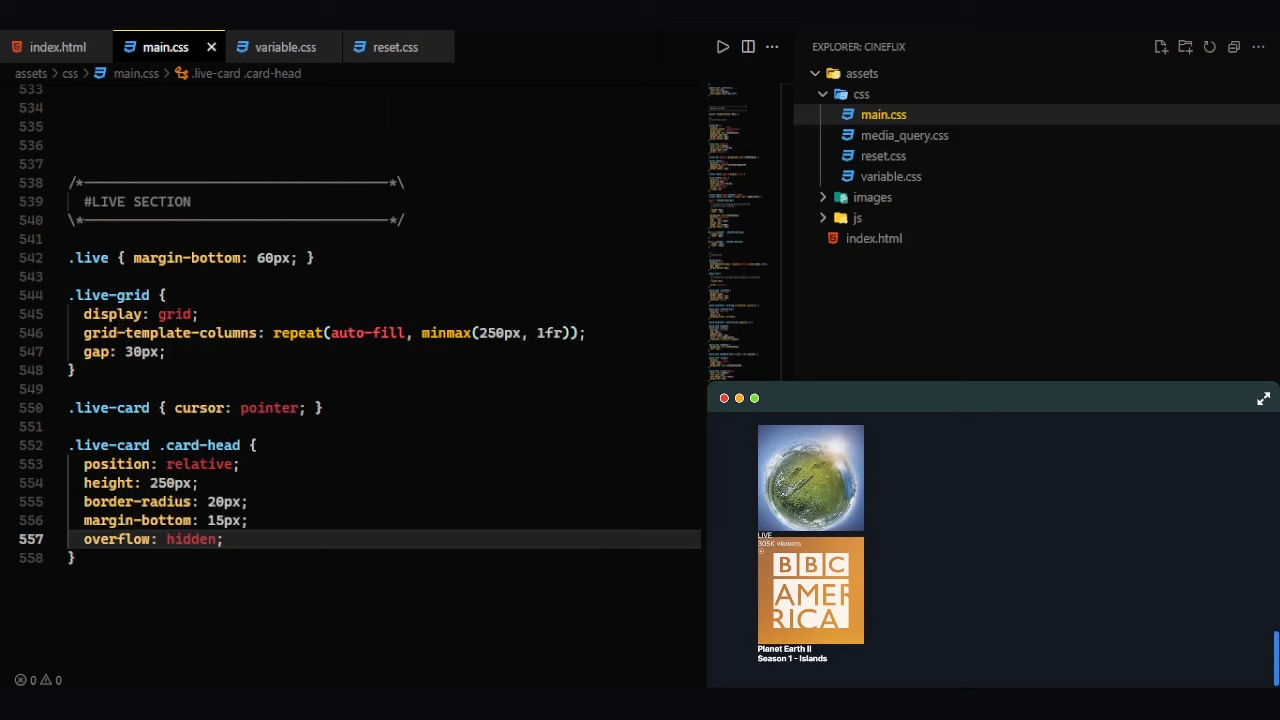 index.html
main.css
variable.css
reset.css
EXPLORER: CINEFLIX
assets > css > main.css > .live-card .card-head
533
534
535
536
537
538 /*——————————————————————*\
539 #LIVE SECTION
540 \*——————————————————————*/
541
542 .live { margin-bottom: 60px; }
543
544 .live-grid {
545 display: grid;
546 grid-template-columns: repeat(auto-fill, minmax(250px, 1fr));
547 gap: 30px;
548 }
549
550 .live-card { cursor: pointer; }
551
552 .live-card .card-head {
553 position: relative;
554 height: 250px;
555 border-radius: 20px;
556 margin-bottom: 15px;
557 overflow: hidden;
558 }
0 0
assets
css
main.css
media_query.css
reset.css
variable.css
images
js
index.html
LIVE
305K viewers
BBC
AMER
RICA
Planet Earth II
Season 1 - Islands